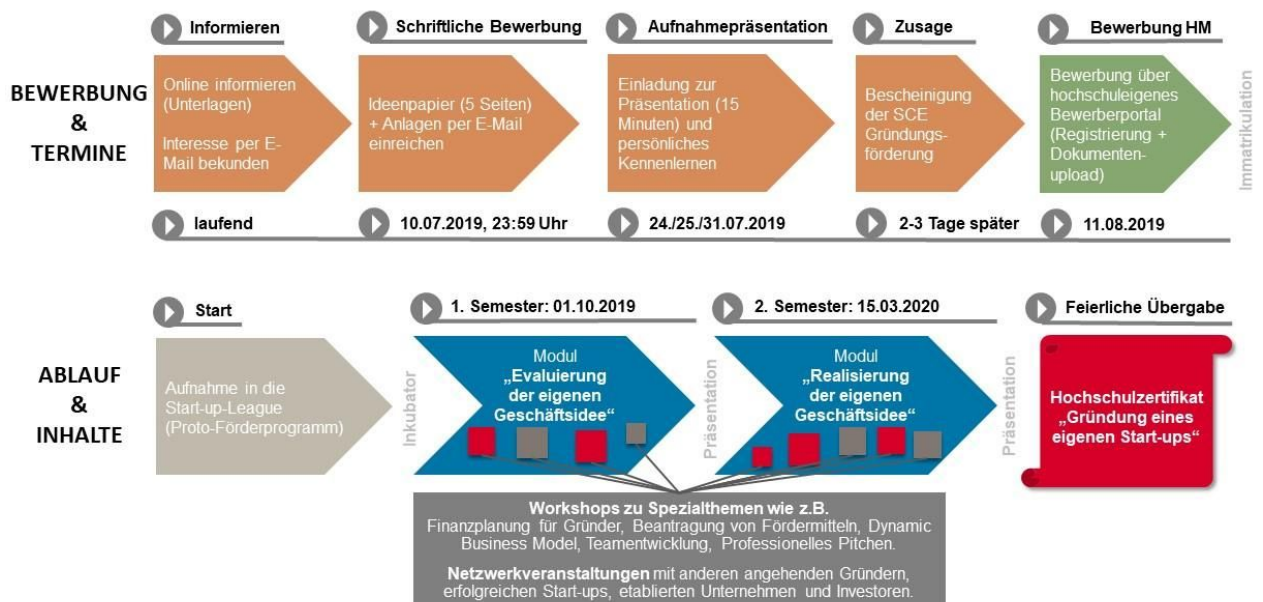 Informieren
Schriftliche Bewerbung
Aufnahmepräsentation
Zusage
Bewerbung HM
BEWERBUNG
&
TERMINE
Online informieren
(Unterlagen)
Interesse per E-
Mail bekunden
Ideenpapier (5 Seiten)
+ Anlagen per E-Mail
einreichen
Einladung zur
Präsentation (15
Minuten) und
persönliches
Kennenlernen
Bescheinigung
der SCE
Gründungs-
förderung
Bewerbung über
hochschuleigenes
Bewerberportal
(Registrierung +
Dokumenten-
upload)
Immatrikulation
laufend
10.07.2019, 23:59 Uhr
24./25./31.07.2019
2-3 Tage später
11.08.2019
Start
1. Semester: 01.10.2019
2. Semester: 15.03.2020
Feierliche Übergabe
ABLAUF
&
INHALTE
Aufnahme in die
Start-up-League
(Proto-Förderprogramm)
Inkubator
Modul
„Evaluierung
der eigenen
Geschäftsidee“
Präsentation
Modul
„Realisierung
der eigenen
Geschäftsidee“
Präsentation
Hochschulzertifikat
„Gründung eines
eigenen Start-ups“
Workshops zu Spezialthemen wie z.B.
Finanzplanung für Gründer, Beantragung von Fördermitteln, Dynamic
Business Model, Teamentwicklung, Professionelles Pitchen.
Netzwerkveranstaltungen mit anderen angehenden Gründern,
erfolgreichen Start-ups, etablierten Unternehmen und Investoren.